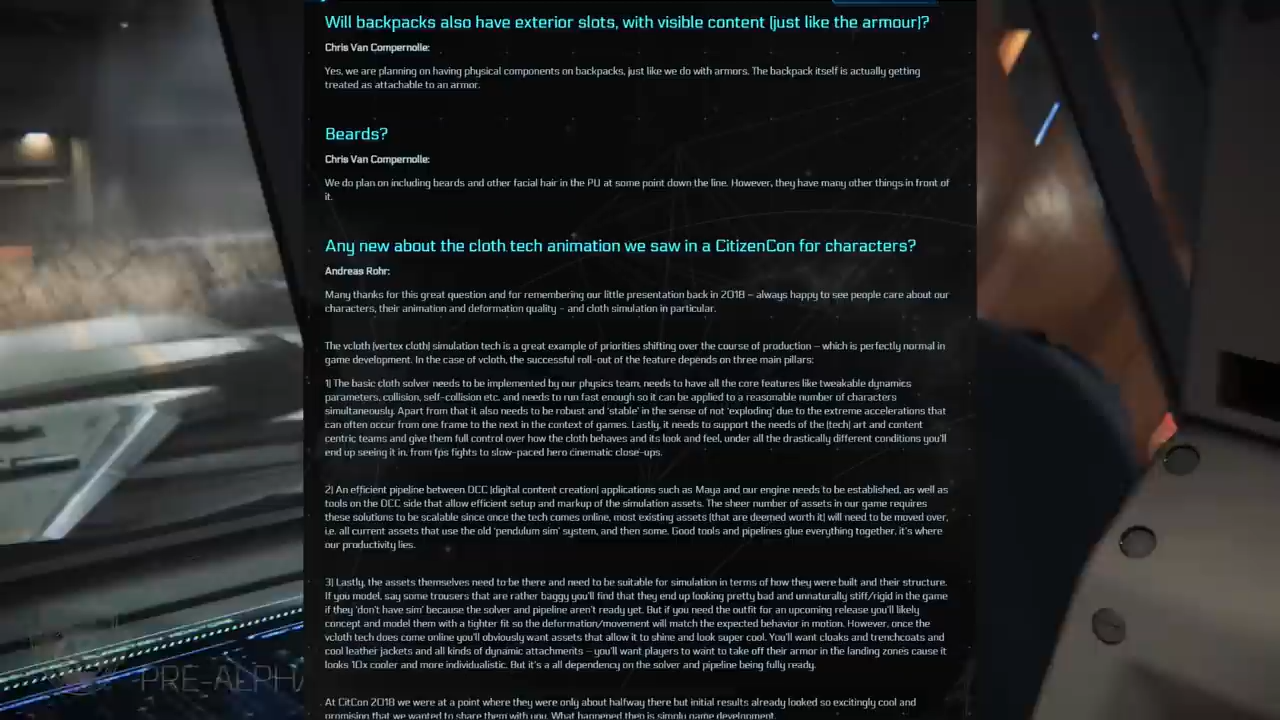 Will backpacks also have exterior slots, with visible content (just like the armour)?
Chris Van Compernolle:
Yes, we are planning on having physical components on backpacks, just like we do with armors. The backpack itself is actually getting
treated as attachable to an armor.
Beards?
Chris Van Compernolle:
We do plan on including beards and other facial hair in the PU at some point down the line. However, they have many other things in front of
it.
Any new about the cloth tech animation we saw in a CitizenCon for characters?
Andreas Rohr:
Many thanks for this great question and for remembering our little presentation back in 2018 – always happy to see people care about our
characters, their animation and deformation quality – and cloth simulation in particular.
The vcloth (vertex cloth) simulation tech is a great example of priorities shifting over the course of production – which is perfectly normal in
game development. In the case of vcloth, the successful roll-out of the feature depends on three main pillars:
1) The basic cloth solver needs to be implemented by our physics team, needs to have all the core features like tweakable dynamics
parameters, collision, self-collision etc. and needs to run fast enough so it can be applied to a reasonable number of characters
simultaneously. Apart from that it also needs to be robust and 'stable' in the sense of not 'exploding' due to the extreme accelerations that
can often occur from one frame to the next in the context of games. Lastly, it needs to support the needs of the (tech) art and content
centric teams and give them full control over how the cloth behaves and its look and feel, under all the drastically different conditions you'll
end up seeing it in, from fps fights to slow-paced hero cinematic close-ups.
2) An efficient pipeline between DCC (digital content creation) applications such as Maya and our engine needs to be established, as well as
tools on the DCC side that allow efficient setup and markup of the simulation assets. The sheer number of assets in our game requires
these solutions to be scalable since once the tech comes online, most existing assets (that are deemed worth it) will need to be moved over,
i.e. all current assets that use the old 'pendulum sim' system, and then some. Good tools and pipelines glue everything together, it's where
our productivity lies.
3) Lastly, the assets themselves need to be there and need to be suitable for simulation in terms of how they were built and their structure.
If you model, say some trousers that are rather baggy you'll find that they end up looking pretty bad and unnaturally stiff/rigid in the game
if they 'don't have sim' because the solver and pipeline aren't ready yet. But if you need the outfit for an upcoming release you'll likely
concept and model them with a tighter fit so the deformation/movement will match the expected behavior in motion. However, once the
vcloth tech does come online you'll obviously want assets that allow it to shine and look super cool. You'll want cloaks and trenchcoats and
cool leather jackets and all kinds of dynamic attachments – you'll want players to want to take off their armor in the landing zones cause it
looks 10x cooler and more individualistic. But it's a all dependency on the solver and pipeline being fully ready.
PRE-ALPHA
At CitCon 2018 we were at a point where they were only about halfway there but initial results already looked so excitingly cool and
promising that we wanted to share them with you. What happened then is simply game development.